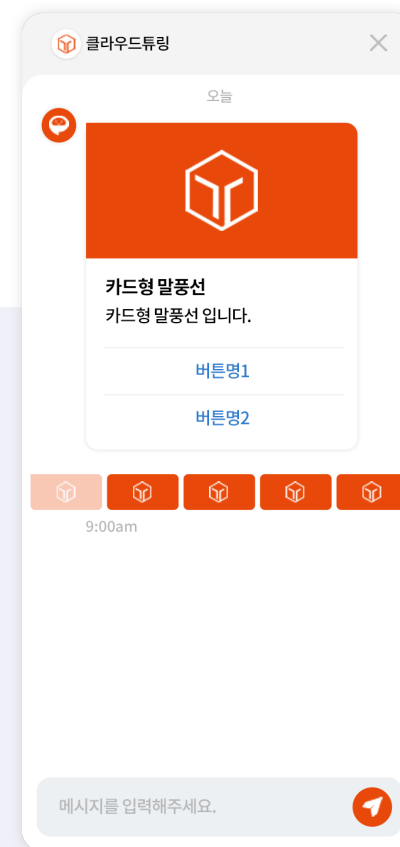 클라우드튜링
오늘
카드형 말풍선
카드형 말풍선 입니다.
버튼명1
버튼명2
9:00am
메시지를 입력해주세요.